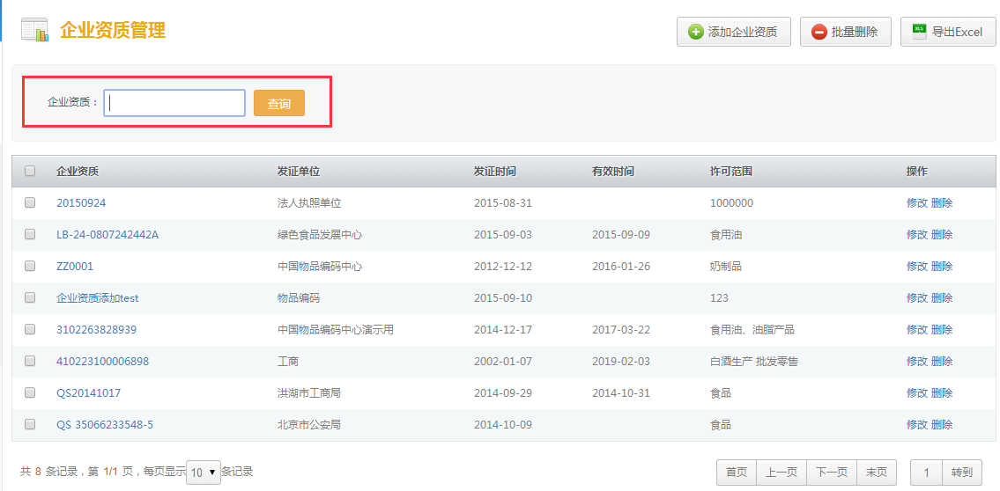 企业资质管理
添加企业资质 批量删除 XLS 导出Excel
企业资质： 查询
企业资质 发证单位 发证时间 有效时间 许可范围 操作
20150924 法人执照单位 2015-08-31 1000000 修改 删除
LB-24-0807242442A 绿色食品发展中心 2015-09-03 2015-09-09 食用油 修改 删除
ZZ0001 中国物品编码中心 2012-12-12 2016-01-26 奶制品 修改 删除
企业资质添加test 物品编码 2015-09-10 123 修改 删除
3102263828939 中国物品编码中心演示用 2014-12-17 2017-03-22 食用油、油脂产品 修改 删除
410223100006898 工商 2002-01-07 2019-02-03 白酒生产 批发零售 修改 删除
QS20141017 洪湖市工商局 2014-09-29 2014-10-31 食品 修改 删除
QS 35066233548-5 北京市公安局 2014-10-09 食品 修改 删除
共 8 条记录，第 1/1 页，每页显示 10 条记录 首页 上一页 下一页 末页 1 转到